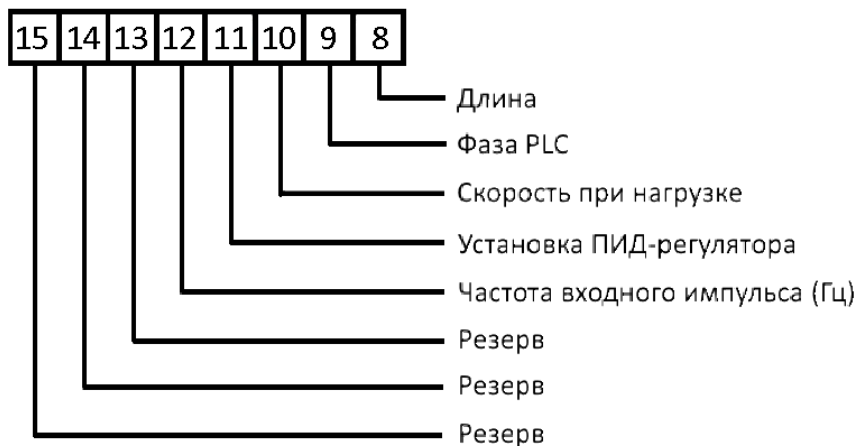 15 14 13 12 11 10 9 8
Длина
Фаза PLC
Скорость при нагрузке
Установка ПИД-регулятора
Частота входного импульса (Гц)
Резерв
Резерв
Резерв